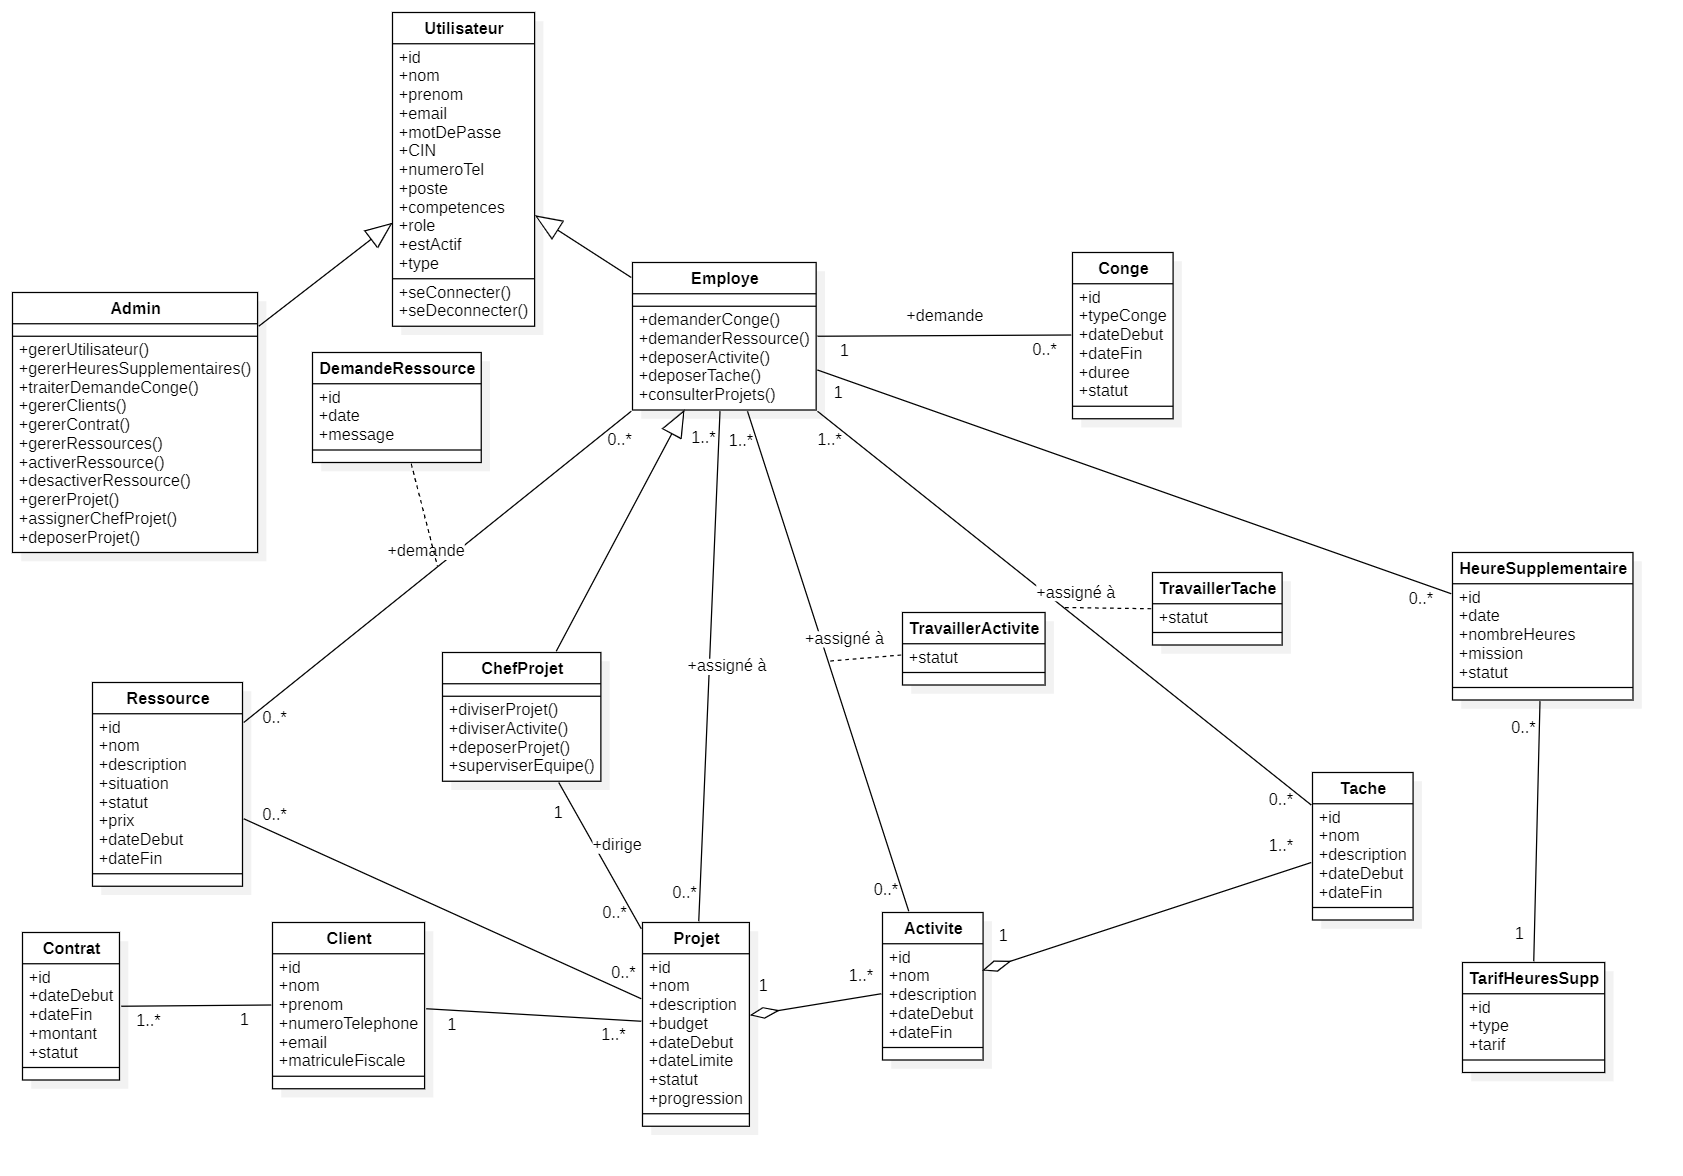 Utilisateur
+id
+nom
+prenom
+email
+motDePasse
+CIN
+numeroTel
+poste
+competences
+role
+estActif
+type
+seConnecter()
+seDeconnecter()
Admin
+gererUtilisateur()
+gererHeuresSupplementaires()
+traiterDemandeConge()
+gererClients()
+gererContrat()
+gererRessources()
+activerRessource()
+desactiverRessource()
+gererProjet()
+assignerChefProjet()
+deposerProjet()
DemandeRessource
+id
+date
+message
Employe
+demanderConge()
+demanderRessource()
+deposerActivite()
+deposerTache()
+consulterProjets()
+demande
1
0..*
Conge
+id
+typeConge
+dateDebut
+dateFin
+duree
+statut
1
0..*
0..*
1..*
1..*
1..*
+demande
0..*
+assigné à
0..*
+assigné à
0..*
+assigné à
0..*
TravaillerActivite
+statut
TravaillerTache
+statut
HeureSupplementaire
+id
+date
+nombreHeures
+mission
+statut
0..*
1
TarifHeuresSupp
+id
+type
+tarif
ChefProjet
+diviserProjet()
+diviserActivite()
+deposerProjet()
+superviserEquipe()
1
+dirige
0..*
Ressource
+id
+nom
+description
+situation
+statut
+prix
+dateDebut
+dateFin
0..*
0..*
Tache
+id
+nom
+description
+dateDebut
+dateFin
1..*
1
Contrat
+id
+dateDebut
+dateFin
+montant
+statut
1..*
1
Client
+id
+nom
+prenom
+numeroTelephone
+email
+matriculeFiscale
1
1..*
Projet
+id
+nom
+description
+budget
+dateDebut
+dateLimite
+statut
+progression
1
1..*
Activite
+id
+nom
+description
+dateDebut
+dateFin